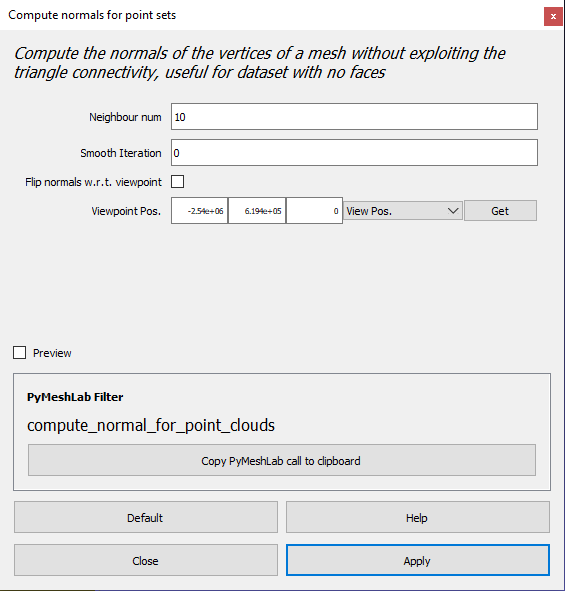 Compute normals for point sets
Compute the normals of the vertices of a mesh without exploiting the
triangle connectivity, useful for dataset with no faces
Neighbour num 10
Smooth Iteration 0
Flip normals w.r.t. viewpoint
Viewpoint Pos. -2.54e+06 6.194e+05 0 View Pos. Get
Preview
PyMeshLab Filter
compute_normal_for_point_clouds
Copy PyMeshLab call to clipboard
Default Help
Close Apply